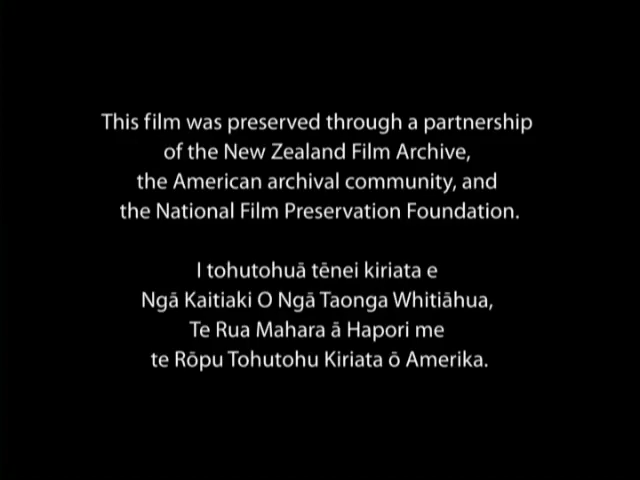 This film was preserved through a partnership
of the New Zealand Film Archive,
the American archival community, and
the National Film Preservation Foundation.
I tohutohuā tēnei kiriata e
Ngā Kaitiaki O Ngā Taonga Whitiāhua,
Te Rua Mahara ā Hapori me
te Rōpu Tohutohu Kiriata ō Amerika.